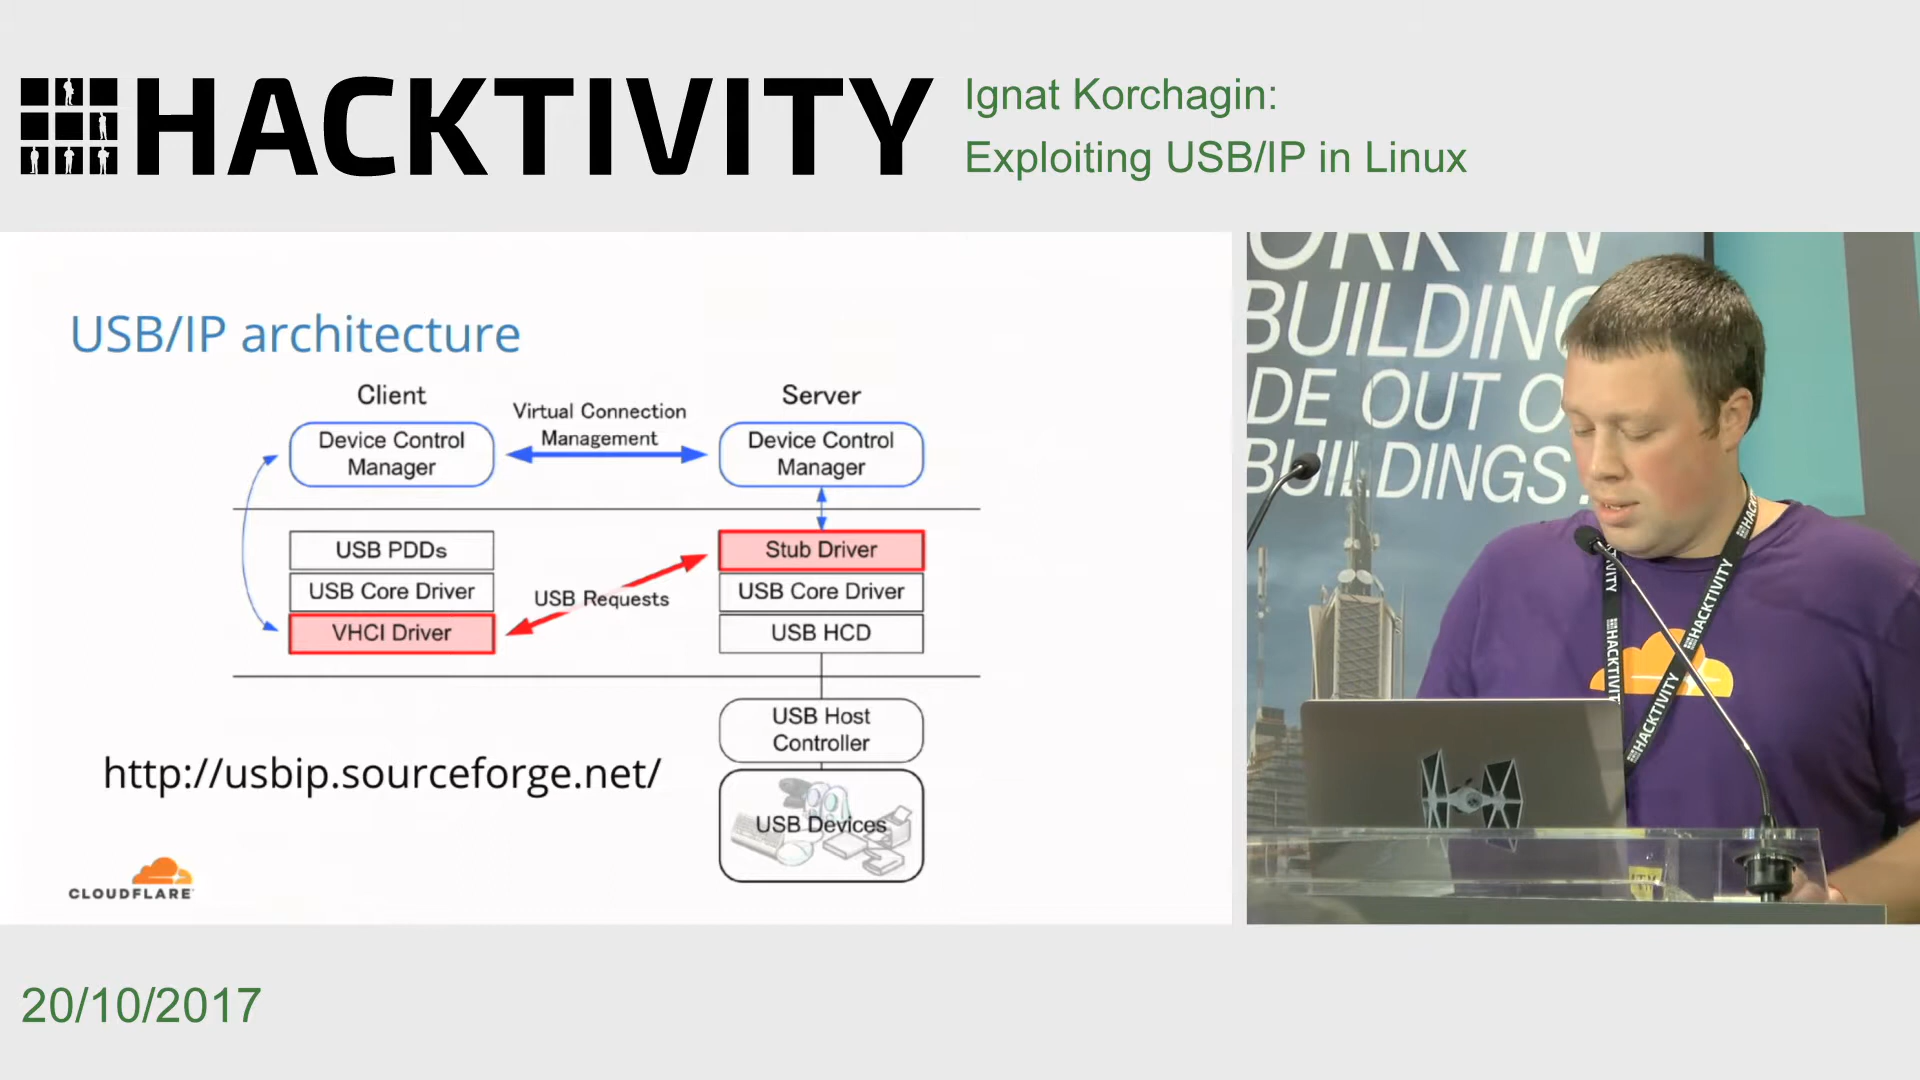 HACKTIVITY
Ignat Korchagin:
Exploiting USB/IP in Linux
USB/IP architecture
Client
Server
Virtual Connection
Management
Device Control
Manager
Device Control
Manager
USB PDDs
USB Core Driver
VHCI Driver
USB Requests
Stub Driver
USB Core Driver
USB HCD
USB Host
Controller
USB Devices
http://usbip.sourceforge.net/
CLOUDFLARE
IN
BUILDING
DE OUT O
BUILDINGS
HACKTIVITY
HACKTIVITY
HACKTIVITY
20/10/2017